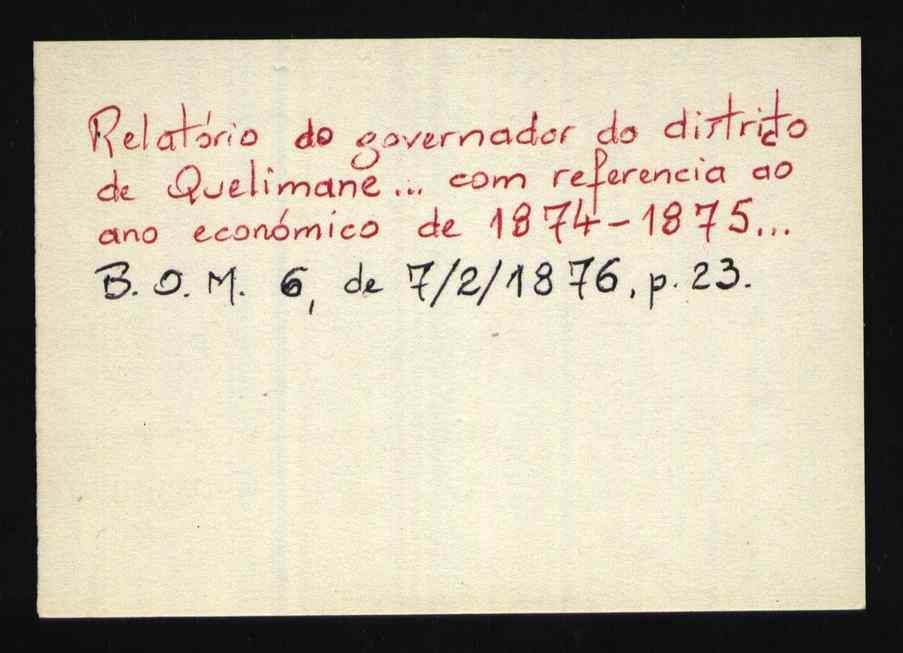 Relatório do governador do distrito
de Quelimane... com referencia ao
ano económico de 1874-1875...
B.O.M. 6, de 7/2/1876, p. 23.